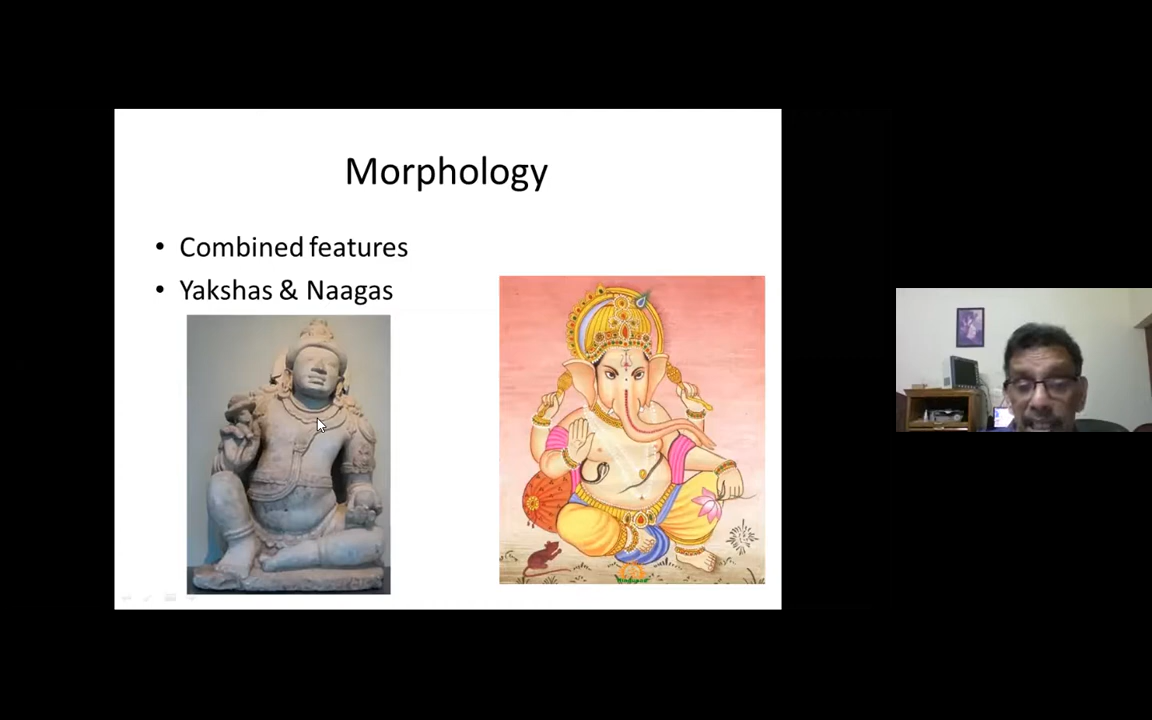 Morphology
• Combined features
• Yakshas & Naagas